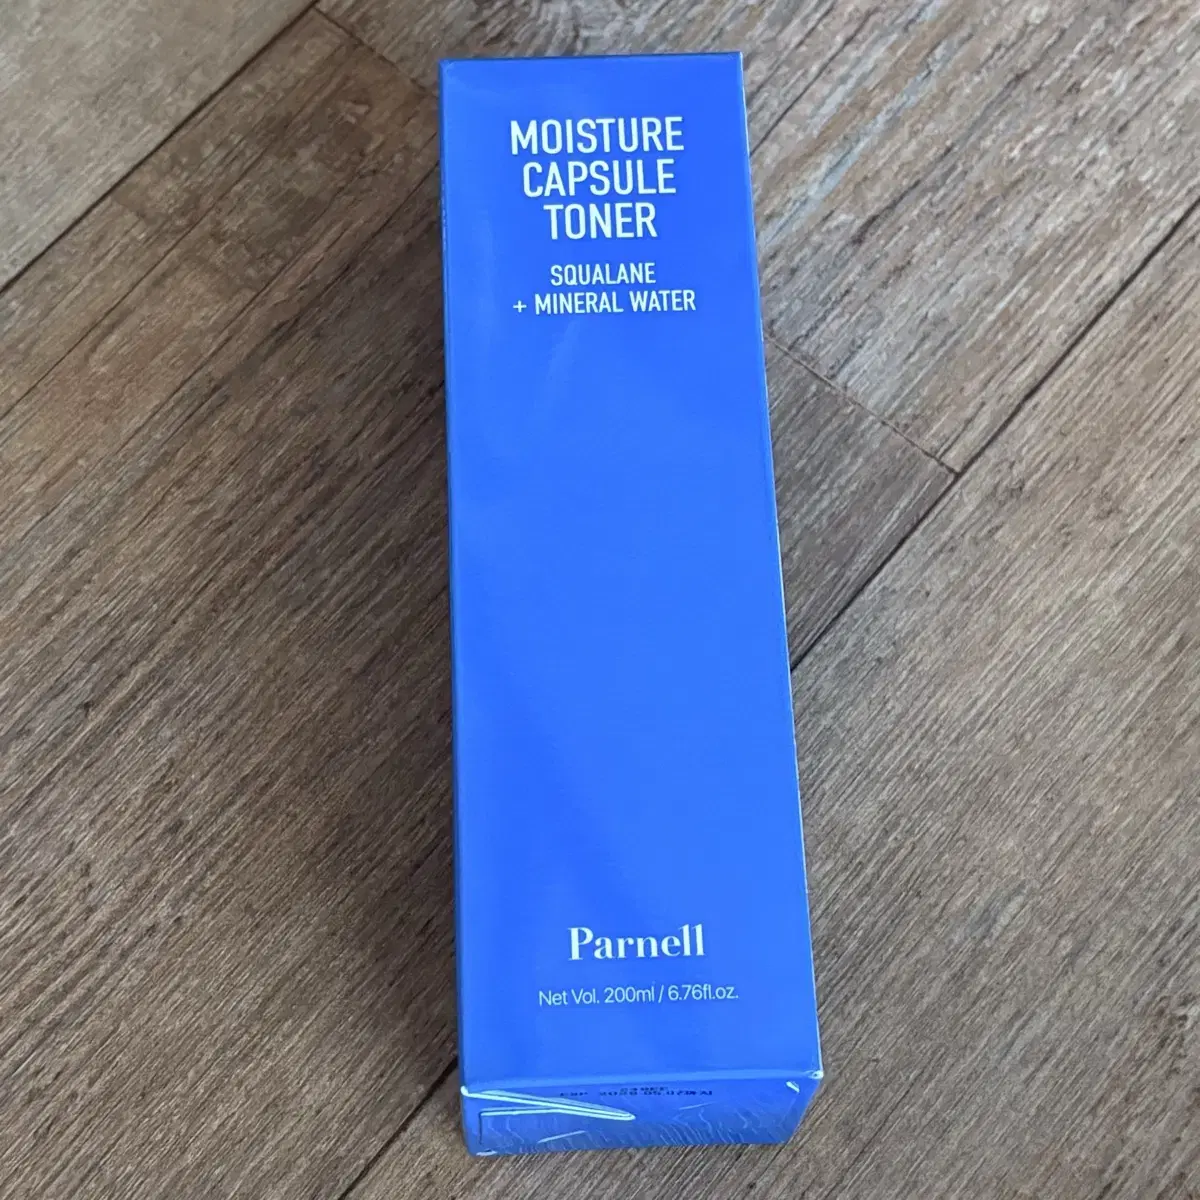 MOISTURE
CAPSULE
TONER
SQUALANE
+ MINERAL WATER
Parnell
Net Vol. 200ml / 6.76fl.oz.